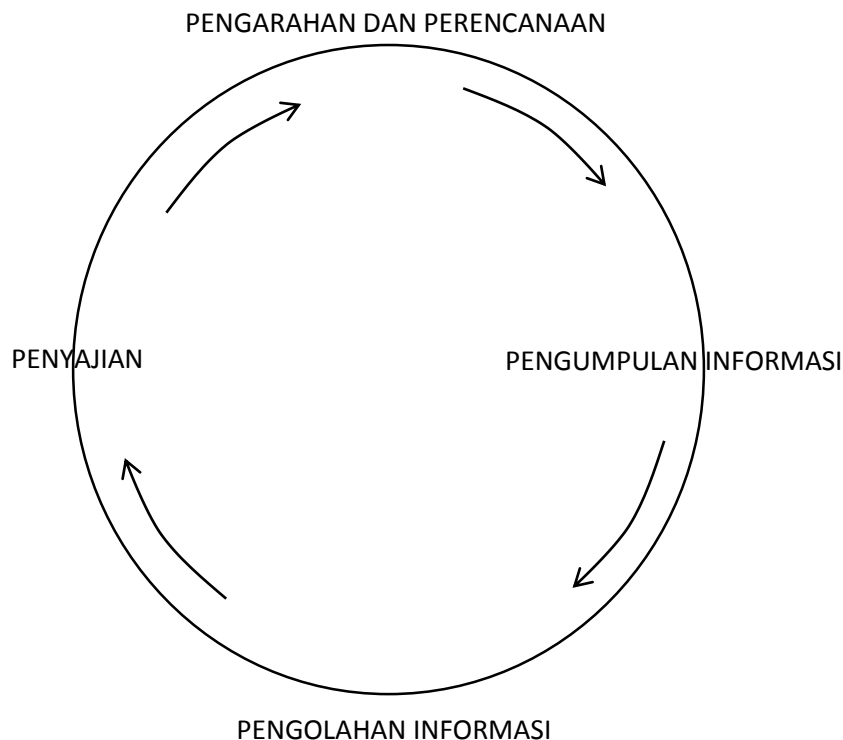 PENGARAHAN DAN PERENCANAAN
PENYAJIAN
PENGUMPULAN INFORMASI
PENGOLAHAN INFORMASI